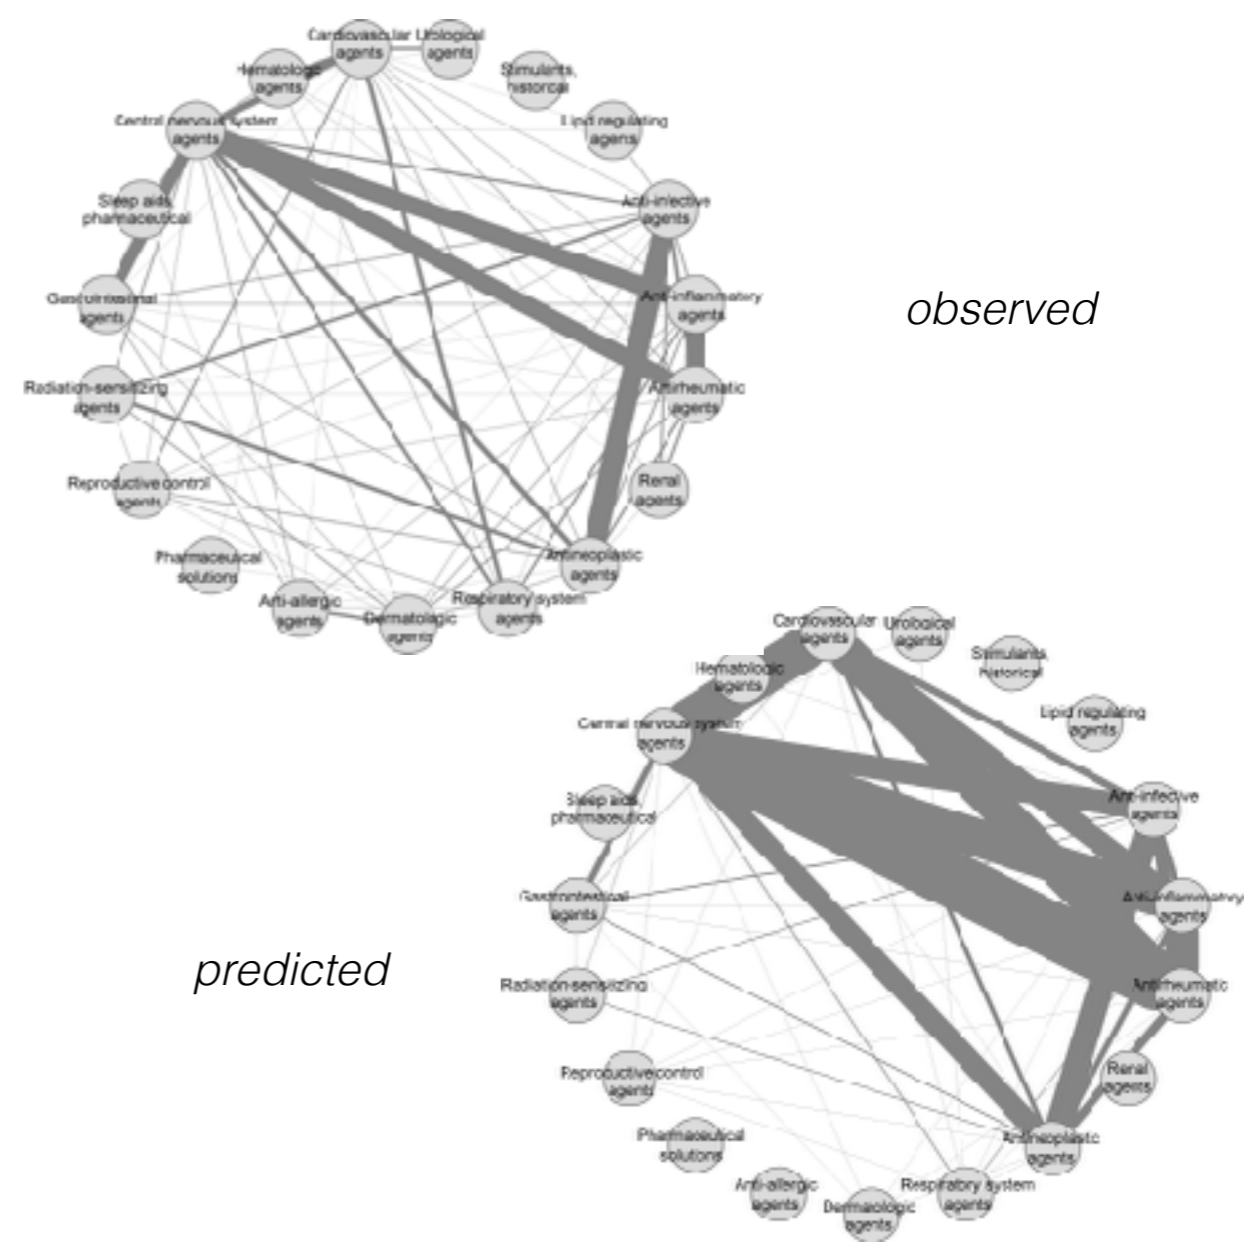 Cardiovascular
agents
Urological
agents
Hematologic
agents
Stimulants,
historical
Central nervous system
agents
Lipid regulating
agents
Sleep aids,
pharmaceutical
Anti-infective
agents
Gastrointestinal
agents
Anti-inflammatory
agents
observed
Radiation-sensitizing
agents
Antirheumatic
agents
Reproductive control
agents
Renal
agents
Pharmaceutical
solutions
Antineoplastic
agents
Anti-allergic
agents
Dermatologic
agents
Respiratory system
agents
Cardiovascular
agents
Urological
agents
Hematologic
agents
Stimulants,
historical
Central nervous system
agents
Lipid regulating
agents
Sleep aids,
pharmaceutical
Anti-infective
agents
Gastrointestinal
agents
Anti-inflammatory
agents
predicted
Radiation-sensitizing
agents
Antirheumatic
agents
Reproductive control
agents
Renal
agents
Pharmaceutical
solutions
Antineoplastic
agents
Anti-allergic
agents
Dermatologic
agents
Respiratory system
agents